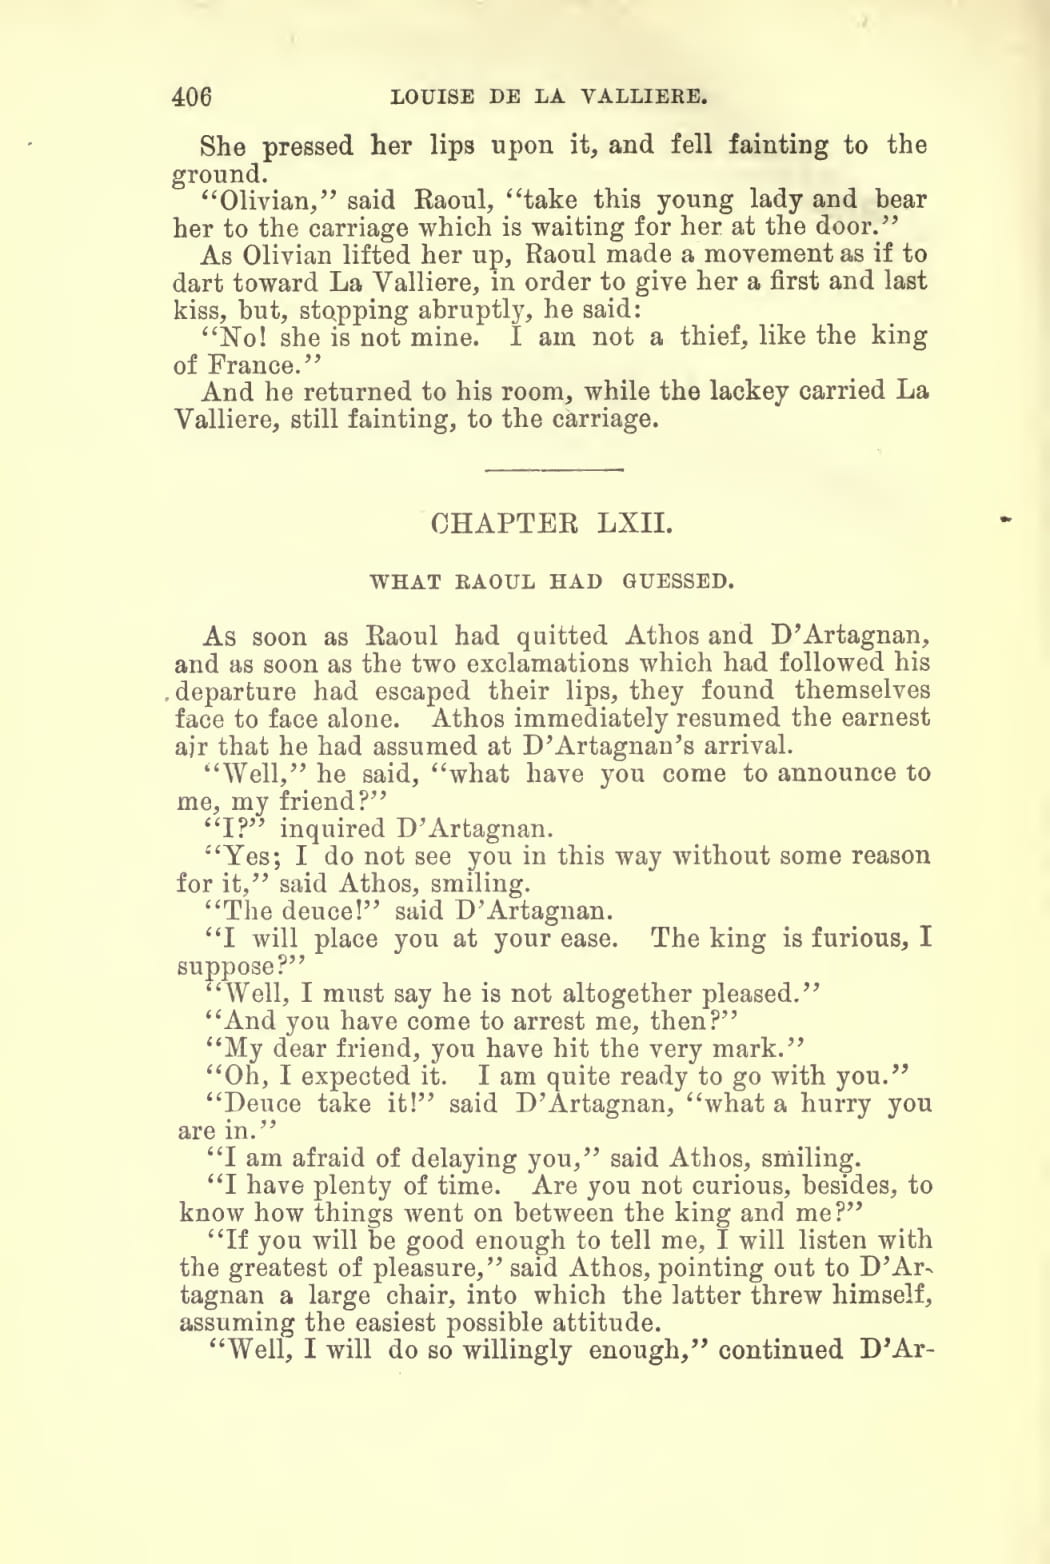 406 LOUISE DE LA VALLIERE.
She pressed her lips upon it, and fell fainting to the
ground.
“Olivian,” said Raoul, “take this young lady and bear
her to the carriage which is waiting for her at the door.”
As Olivian lifted her up, Raoul made a movement as if to
dart toward La Valliere, in order to give her a first and last
kiss, but, stopping abruptly, he said:
“No! she is not mine. I am not a thief, like the king
of France.”
And he returned to his room, while the lackey carried La
Valliere, still fainting, to the carriage.
CHAPTER LXII.
WHAT RAOUL HAD GUESSED.
As soon as Raoul had quitted Athos and D’Artagnan,
and as soon as the two exclamations which had followed his
departure had escaped their lips, they found themselves
face to face alone. Athos immediately resumed the earnest
air that he had assumed at D’Artagnan’s arrival.
“Well,” he said, “what have you come to announce to
me, my friend?”
“I?” inquired D’Artagnan.
“Yes; I do not see you in this way without some reason
for it,” said Athos, smiling.
“The deuce!” said D’Artagnan.
“I will place you at your ease. The king is furious, I
suppose?”
“Well, I must say he is not altogether pleased.”
“And you have come to arrest me, then?”
“My dear friend, you have hit the very mark.”
“Oh, I expected it. I am quite ready to go with you.”
“Deuce take it!” said D’Artagnan, “what a hurry you
are in.”
“I am afraid of delaying you,” said Athos, smiling.
“I have plenty of time. Are you not curious, besides, to
know how things went on between the king and me?”
“If you will be good enough to tell me, I will listen with
the greatest of pleasure,” said Athos, pointing out to D’Ar-
tagnan a large chair, into which the latter threw himself,
assuming the easiest possible attitude.
“Well, I will do so willingly enough,” continued D’Ar-